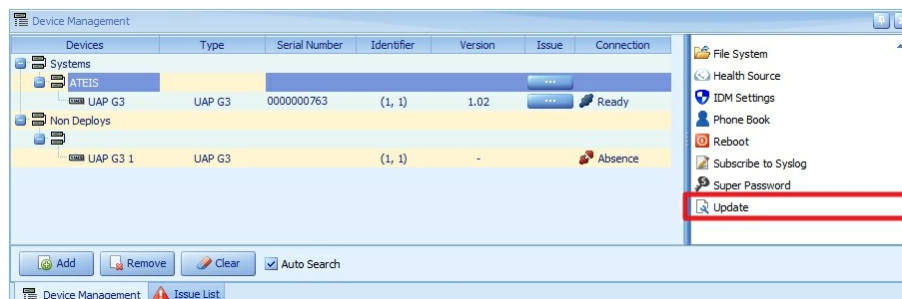 Device Management
Devices Type Serial Number Identifier Version Issue Connection
Systems
ATEIS ...
UAP G3 UAP G3 0000000763 (1, 1) 1.02 ... Ready
Non Deploys
UAP G3 1 UAP G3 (1, 1) - Absence
File System
Health Source
IDM Settings
Phone Book
Reboot
Subscribe to Syslog
Super Password
Update
Add Remove Clear Auto Search
Device Management Issue List